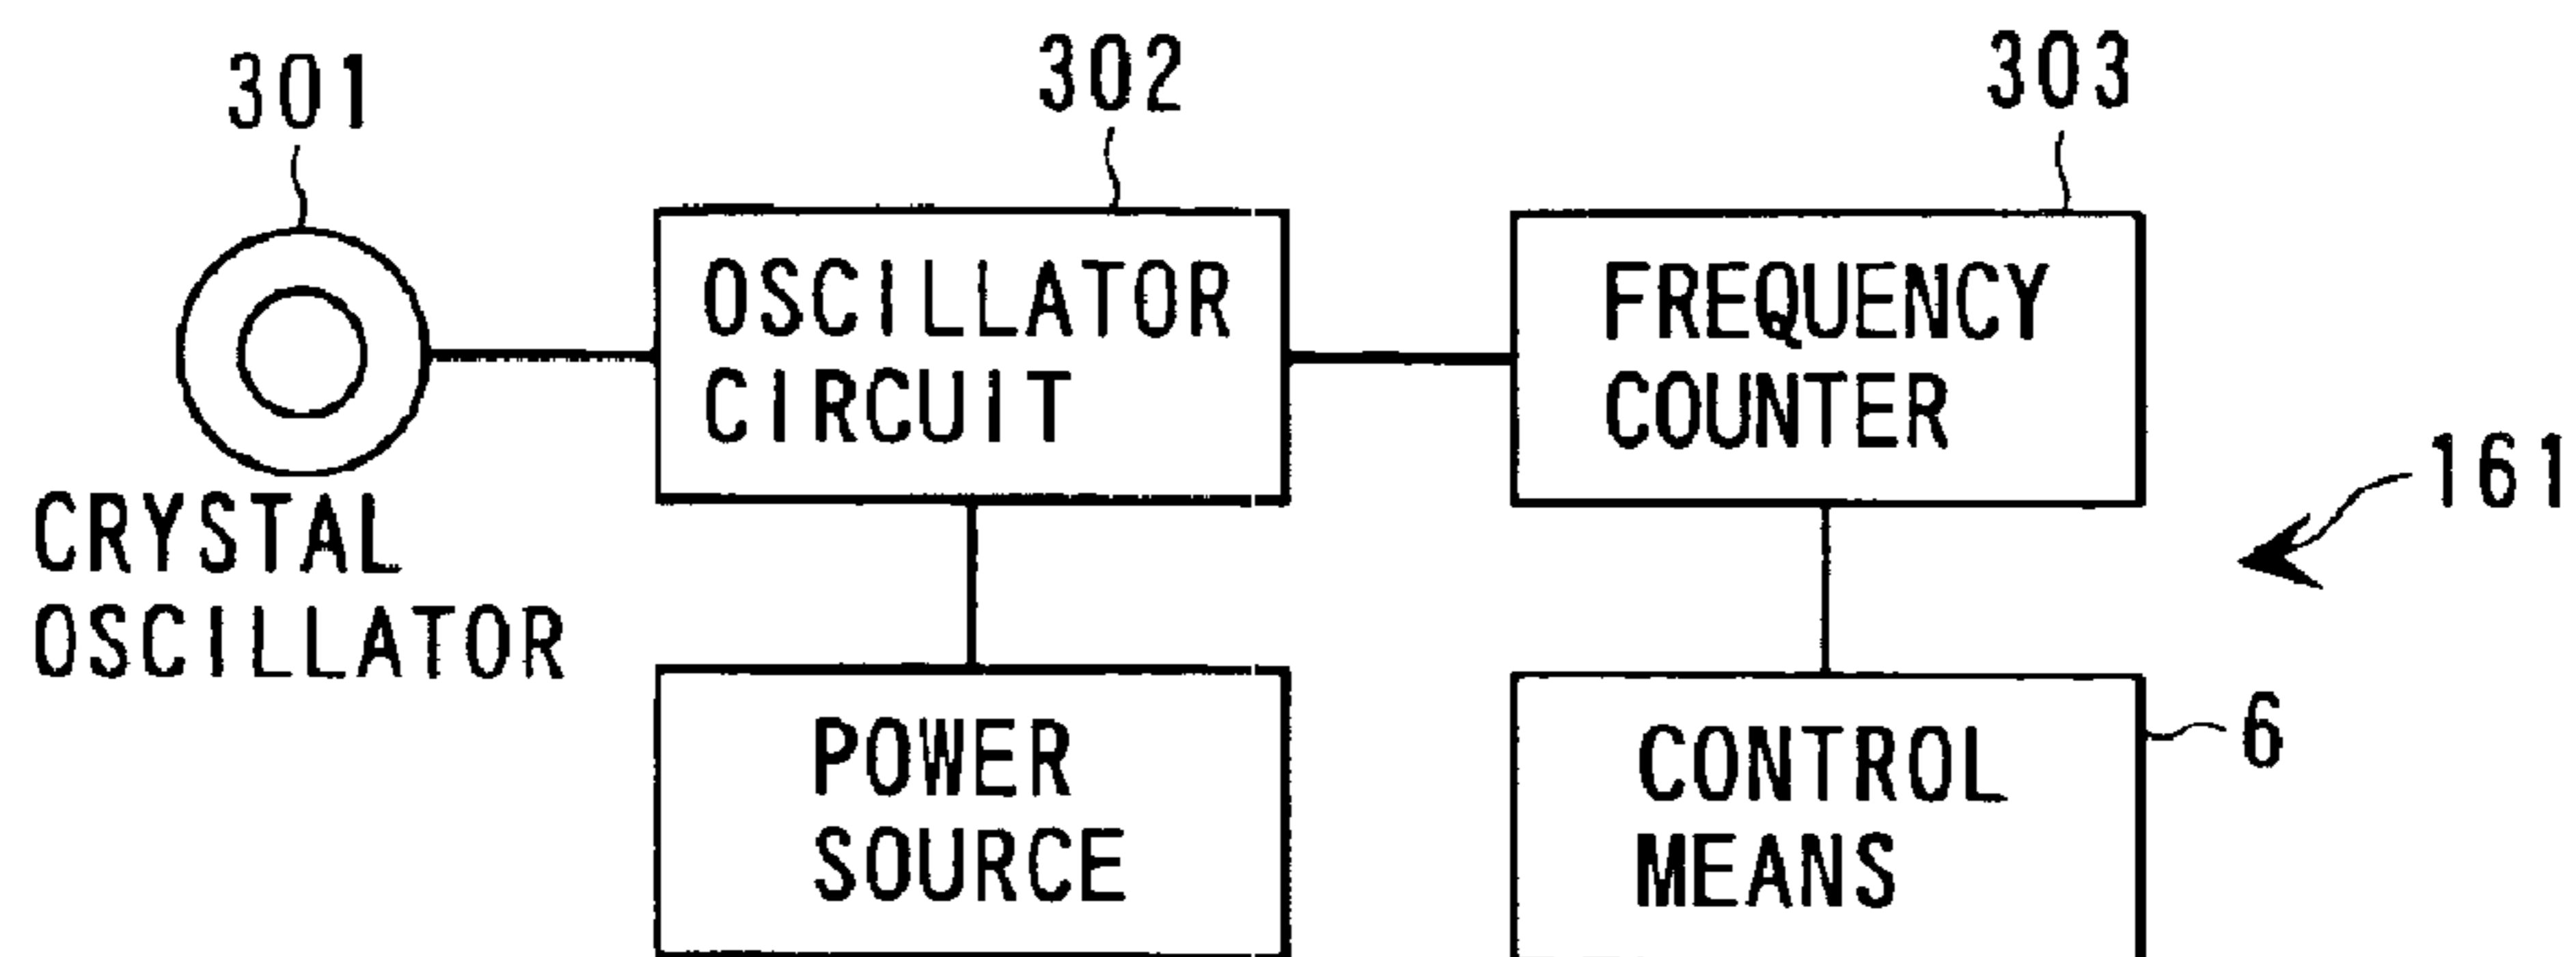 301
302
303
OSCILLATOR
CIRCUIT
FREQUENCY
COUNTER
161
CRYSTAL
OSCILLATOR
POWER
SOURCE
CONTROL
MEANS
6